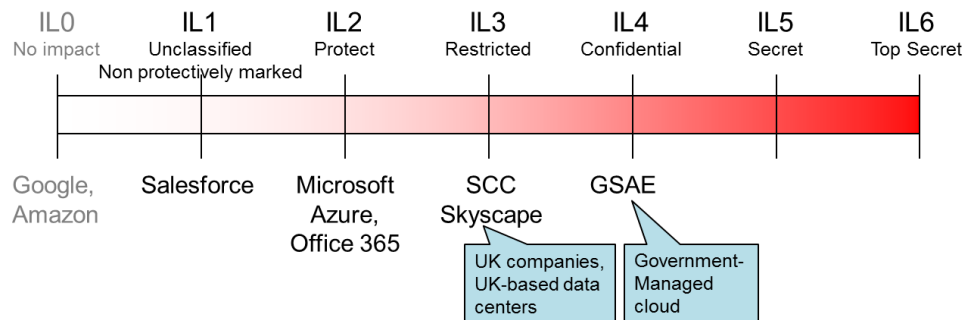 IL0
No impact
IL1
Unclassified
Non protectively marked
IL2
Protect
IL3
Restricted
IL4
Confidential
IL5
Secret
IL6
Top Secret
Google,
Amazon
Salesforce
Microsoft
Azure,
Office 365
SCC
Skyscape
GSAE
UK companies,
UK-based data
centers
Government-
Managed
cloud